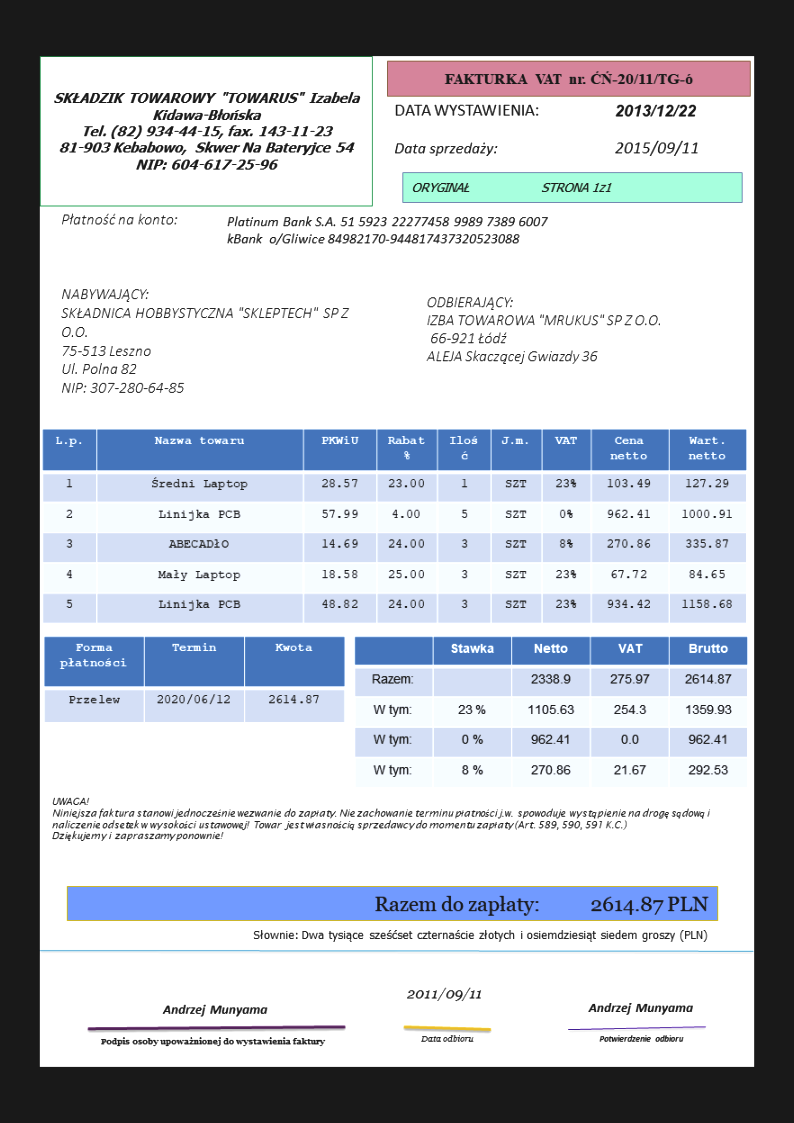 SKŁADZIK TOWAROWY "TOWARUS" Izabela
Kidawa-Błońska
Tel. (82) 934-44-15, fax. 143-11-23
81-903 Kebabowo, Skwer Na Bateryjce 54
NIP: 604-617-25-96
FAKTURKA VAT nr. ĆŃ-20/11/TG-ó
DATA WYSTAWIENIA: 2013/12/22
Data sprzedaży: 2015/09/11
ORYGINAŁ STRONA 1z1
Płatność na konto: Platinum Bank S.A. 51 5923 22277458 9989 7389 6007
kBank o/Gliwice 84982170-944817437320523088
NABYWAJĄCY:
SKŁADNICA HOBBYSTYCZNA "SKLEPTECH" SP Z
O.O.
75-513 Leszno
Ul. Polna 82
NIP: 307-280-64-85
ODBIERAJĄCY:
IZBA TOWAROWA "MRUKUS" SP Z O.O.
66-921 Łódź
ALEJA Skaczącej Gwiazdy 36
L.p. Nazwa towaru PKWiU Rabat % Iloś ć J.m. VAT Cena netto Wart. netto
1 Średni Laptop 28.57 23.00 1 SZT 23% 103.49 127.29
2 Linijka PCB 57.99 4.00 5 SZT 0% 962.41 1000.91
3 ABECADŁO 14.69 24.00 3 SZT 8% 270.86 335.87
4 Mały Laptop 18.58 25.00 3 SZT 23% 67.72 84.65
5 Linijka PCB 48.82 24.00 3 SZT 23% 934.42 1158.68
Forma płatności Termin Kwota
Przelew 2020/06/12 2614.87
Stawka Netto VAT Brutto
Razem: 2338.9 275.97 2614.87
W tym: 23 % 1105.63 254.3 1359.93
W tym: 0 % 962.41 0.0 962.41
W tym: 8 % 270.86 21.67 292.53
UWAGA!
Niniejsza faktura stanowi jednocześnie wezwanie do zapłaty. Nie zachowanie terminu płatności j.w. spowoduje wystąpienie na drogę sądową i
naliczenie odsetek w wysokości ustawowej! Towar jest własnością sprzedawcy do momentu zapłaty (Art. 589, 590, 591 K.C.)
Dziękujemy i zapraszamy ponownie!
Razem do zapłaty: 2614.87 PLN
Słownie: Dwa tysiące sześćset czternaście złotych i osiemdziesiąt siedem groszy (PLN)
Andrzej Munyama
Podpis osoby upoważnionej do wystawienia faktury
2011/09/11
Data odbioru
Andrzej Munyama
Potwierdzenie odbioru